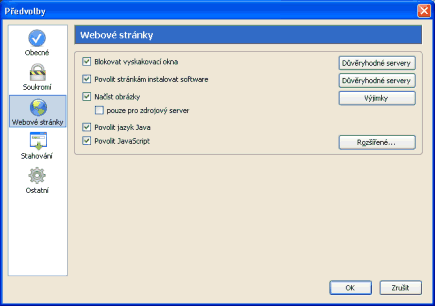 Předvolby
Obecné
Soukromí
Webové stránky
Stahování
Ostatní
Webové stránky
Blokovat vyskakovací okna
Důvěryhodné servery
Povolit stránkám instalovat software
Důvěryhodné servery
Načíst obrázky
Výjimky
pouze pro zdrojový server
Povolit jazyk Java
Povolit JavaScript
Rozšířené...
OK
Zrušit